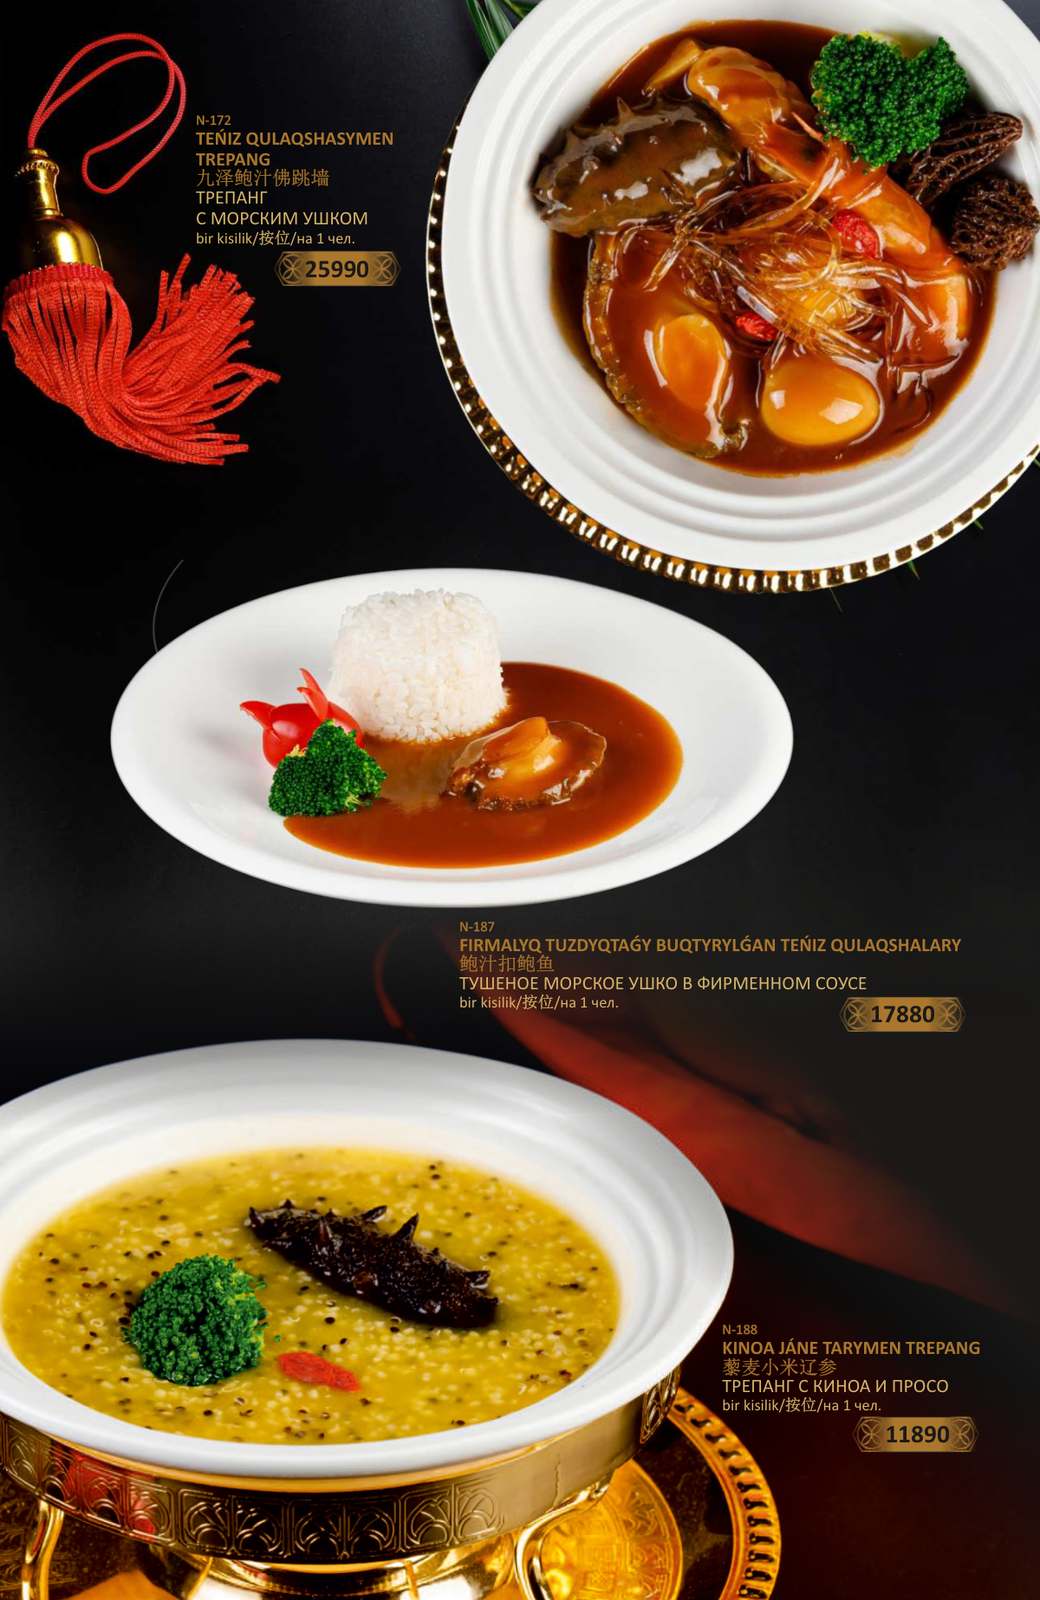 N-172
TEŃIZ QULAQSHASYMEN
TREPANG
九泽鲍汁佛跳墙
ТРЕПАНГ
С МОРСКИМ УШКОМ
bir kisilik/按位/на 1 чел.
25990
N-187
FIRMALYQ TUZDYQTAǴY BUQTYRYLǴAN TEŃIZ QULAQSHALARY
鲍汁扣鲍鱼
ТУШЕНОЕ МОРСКОЕ УШКО В ФИРМЕННОМ СОУСЕ
bir kisilik/按位/на 1 чел.
17880
N-188
KINOA JÁNE TARYMEN TREPANG
藜麦小米辽参
ТРЕПАНГ С КИНОА И ПРОСО
bir kisilik/按位/на 1 чел.
11890